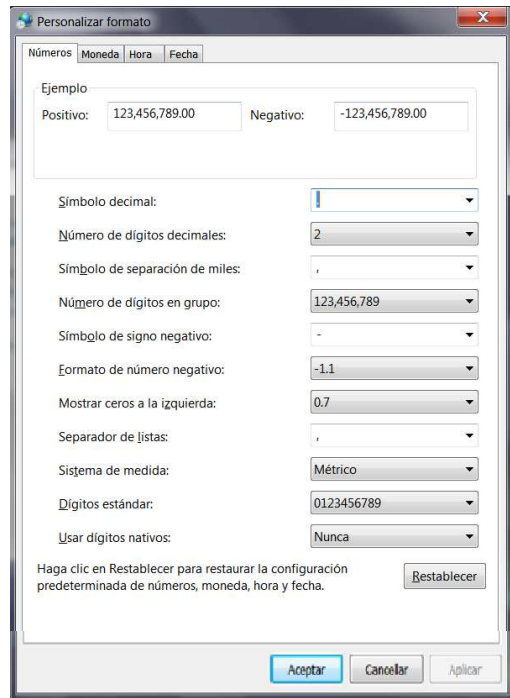 Personalizar formato
Números Moneda Hora Fecha
Ejemplo
Positivo: 123,456,789.00 Negativo: -123,456,789.00
Símbolo decimal: .
Número de dígitos decimales: 2
Símbolo de separación de miles: ,
Número de dígitos en grupo: 123,456,789
Símbolo de signo negativo: -
Formato de número negativo: -1.1
Mostrar ceros a la izquierda: 0.7
Separador de listas: ,
Sistema de medida: Métrico
Dígitos estándar: 0123456789
Usar dígitos nativos: Nunca
Haga clic en Restablecer para restaurar la configuración
predeterminada de números, moneda, hora y fecha. Restablecer
Aceptar Cancelar Aplicar